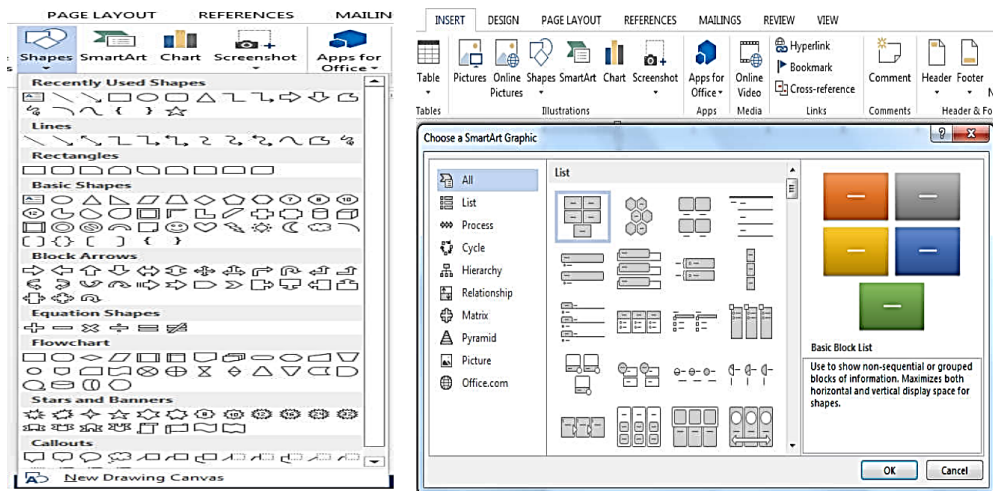 PAGE LAYOUT REFERENCES MAILIN
Shapes SmartArt Chart Screenshot Apps for Office
Recently Used Shapes
Lines
Rectangles
Basic Shapes
Block Arrows
Equation Shapes
Flowchart
Stars and Banners
Callouts
New Drawing Canvas
INSERT DESIGN PAGE LAYOUT REFERENCES MAILINGS REVIEW VIEW
Table Pictures Online Pictures Shapes SmartArt Chart Screenshot Apps for Office Online Video Hyperlink Bookmark Cross-reference Comment Header Footer
Tables Illustrations Apps Media Links Comments Header & Fo
Choose a SmartArt Graphic
All
List
Process
Cycle
Hierarchy
Relationship
Matrix
Pyramid
Picture
Office.com
List
Basic Block List
Use to show non-sequential or grouped
blocks of information. Maximizes both
horizontal and vertical display space for
shapes.
OK Cancel